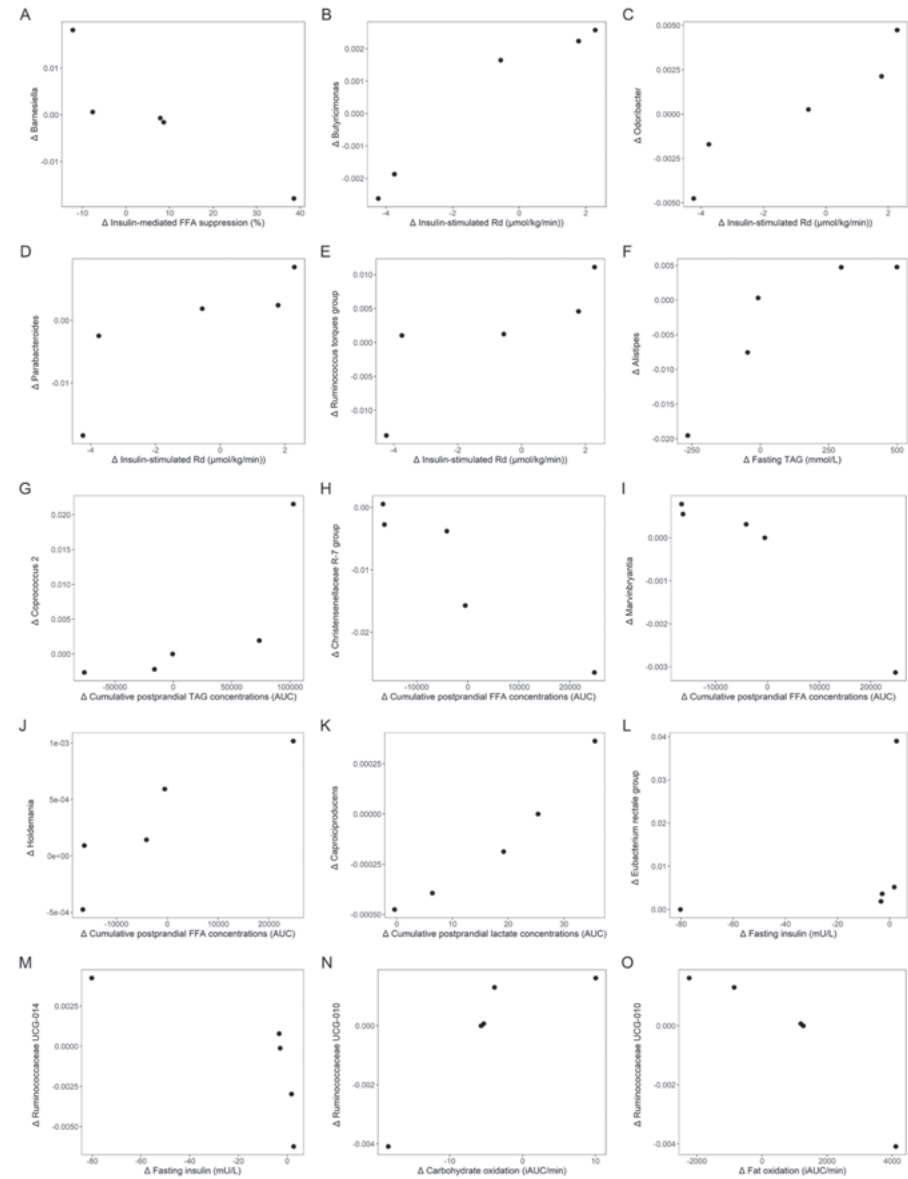 A
B
C
Δ Barnesiella
0.01
0.00
-0.01
-10
0
10
20
30
40
Δ Insulin-mediated FFA suppression (%)
Δ Butyricimonas
0.002
0.001
0.000
-0.001
-0.002
-4
-2
0
2
Δ Insulin-stimulated Rd (μmol/kg/min))
Δ Odoribacter
0.0050
0.0025
0.0000
-0.0025
-0.0050
-4
-2
0
2
Δ Insulin-stimulated Rd (μmol/kg/min))
D
E
F
Δ Parabacteroides
0.00
-0.01
-4
-2
0
2
Δ Insulin-stimulated Rd (μmol/kg/min))
Δ Ruminococcus torques group
0.010
0.005
0.000
-0.005
-0.010
-4
-2
0
2
Δ Insulin-stimulated Rd (μmol/kg/min))
Δ Alistipes
0.005
0.000
-0.005
-0.010
-0.015
-0.020
-250
0
250
500
Δ Fasting TAG (mmol/L)
G
H
I
Δ Coprococcus 2
0.020
0.015
0.010
0.005
0.000
-50000
0
50000
100000
Δ Cumulative postprandial TAG concentrations (AUC)
Δ Christensenellaceae R-7 group
0.00
-0.01
-0.02
-10000
0
10000
20000
Δ Cumulative postprandial FFA concentrations (AUC)
Δ Marvinbryantia
0.000
-0.001
-0.002
-0.003
-10000
0
10000
20000
Δ Cumulative postprandial FFA concentrations (AUC)
J
K
L
Δ Holdemania
1e-03
5e-04
0e+00
-5e-04
-10000
0
10000
20000
Δ Cumulative postprandial FFA concentrations (AUC)
Δ Caproiciproducens
0.00025
0.00000
-0.00025
-0.00050
0
10
20
30
Δ Cumulative postprandial lactate concentrations (AUC)
Δ Eubacterium rectale group
0.04
0.03
0.02
0.01
0.00
-80
-60
-40
-20
0
Δ Fasting insulin (mU/L)
M
N
O
Δ Ruminoccaceae UCG-014
0.0025
0.0000
-0.0025
-0.0050
-80
-60
-40
-20
0
Δ Fasting insulin (mU/L)
Δ Ruminococcaceae UCG-010
0.000
-0.002
-0.004
-10
0
10
Δ Carbohydrate oxidation (iAUC/min)
Δ Ruminococcaceae UCG-010
0.000
-0.002
-0.004
-2000
0
2000
4000
Δ Fat oxidation (iAUC/min)